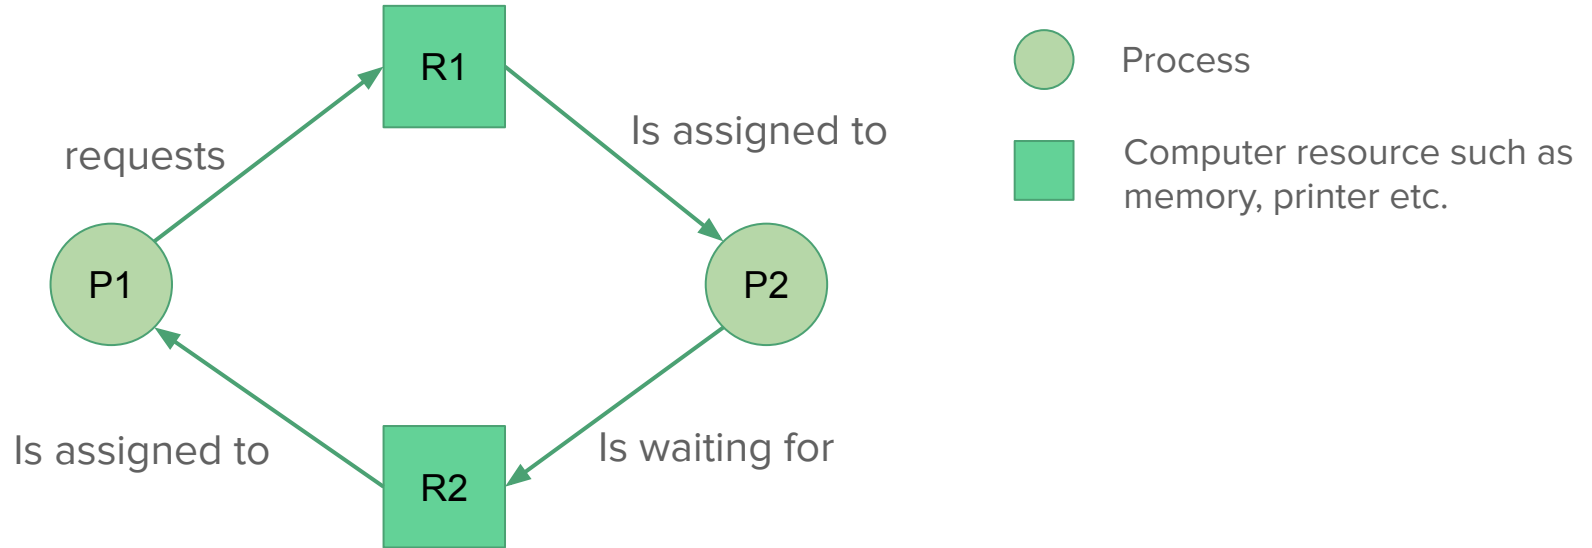 R1
requests
Is assigned to
P1
P2
Is assigned to
Is waiting for
R2
Process
Computer resource such as
memory, printer etc.